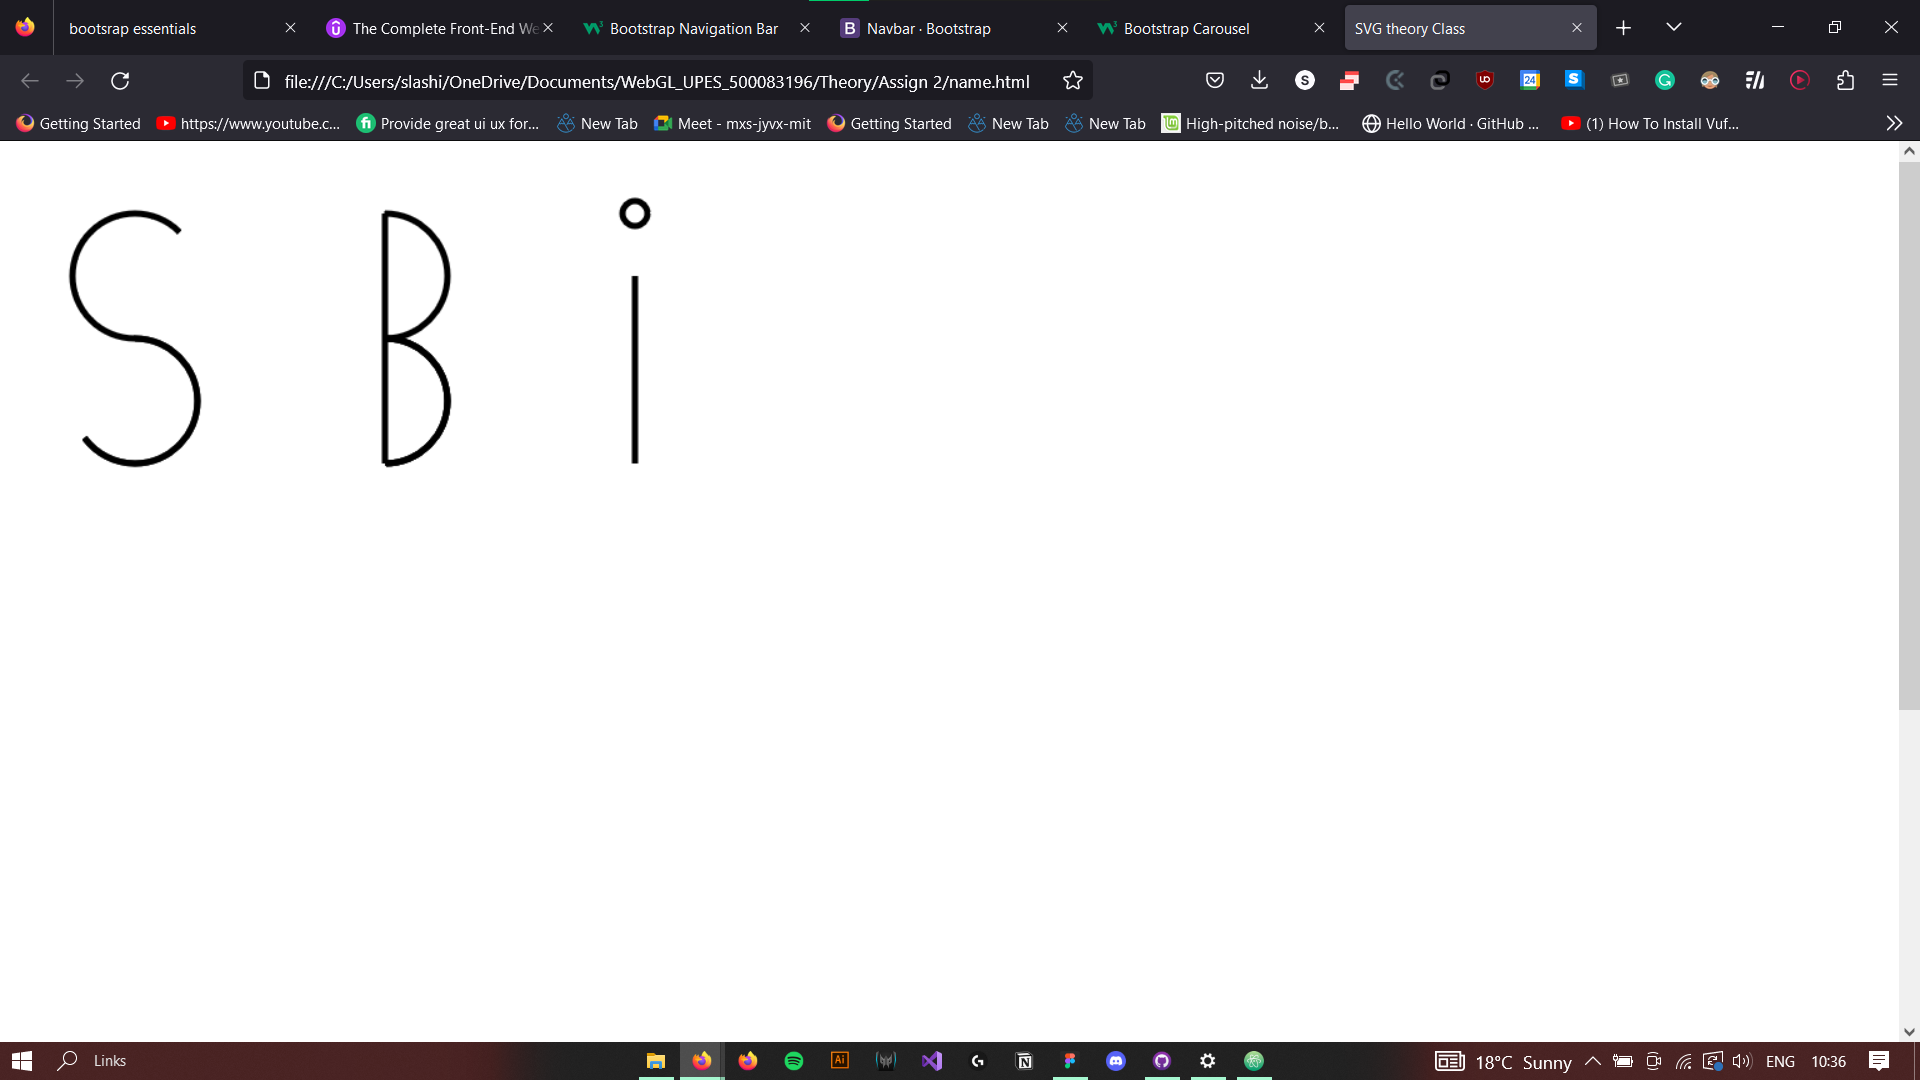 bootsrap essentials
The Complete Front-End We
Bootstrap Navigation Bar
Navbar · Bootstrap
Bootstrap Carousel
SVG theory Class
file:///C:/Users/slashi/OneDrive/Documents/WebGL_UPES_500083196/Theory/Assign 2/name.html
Getting Started
https://www.youtube.c...
Provide great ui ux for...
New Tab
Meet - mxs-jyvx-mit
Getting Started
New Tab
New Tab
High-pitched noise/b...
Hello World · GitHub ...
(1) How To Install Vuf...
S B i
Links
18°C Sunny
ENG
10:36